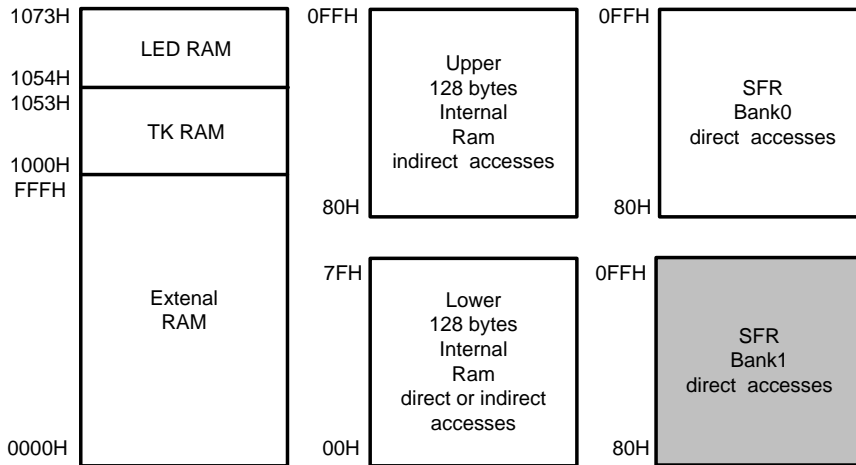 1073H
LED RAM
1054H
1053H
TK RAM
1000H
FFFH
Extenal
RAM
0000H
0FFH
Upper
128 bytes
Internal
Ram
indirect accesses
80H
7FH
Lower
128 bytes
Internal
Ram
direct or indirect
accesses
00H
0FFH
SFR
Bank0
direct accesses
80H
0FFH
SFR
Bank1
direct accesses
80H